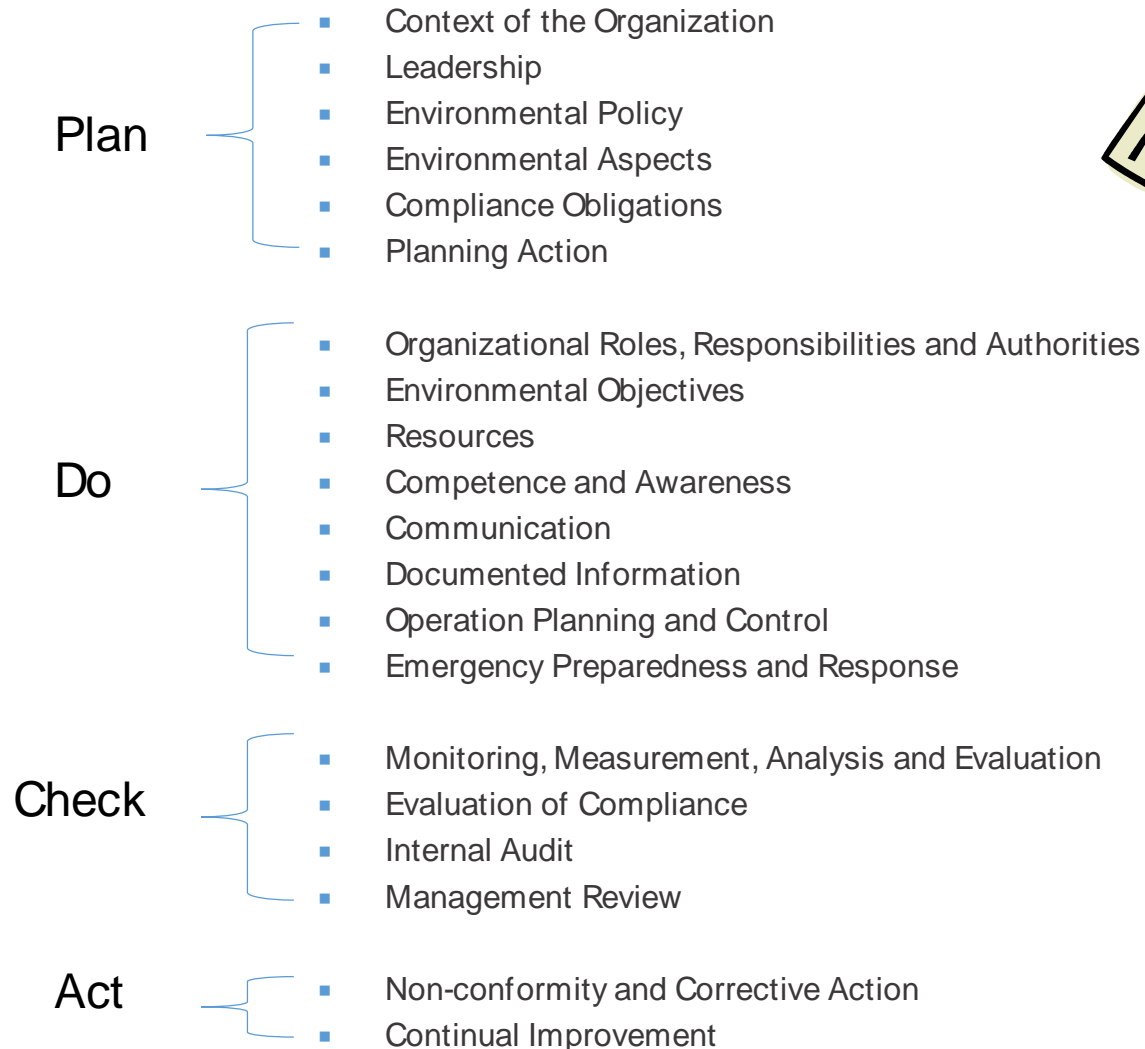 Plan
Context of the Organization
Leadership
Environmental Policy
Environmental Aspects
Compliance Obligations
Planning Action
Do
Organizational Roles, Responsibilities and Authorities
Environmental Objectives
Resources
Competence and Awareness
Communication
Documented Information
Operation Planning and Control
Emergency Preparedness and Response
Check
Monitoring, Measurement, Analysis and Evaluation
Evaluation of Compliance
Internal Audit
Management Review
Act
Non-conformity and Corrective Action
Continual Improvement